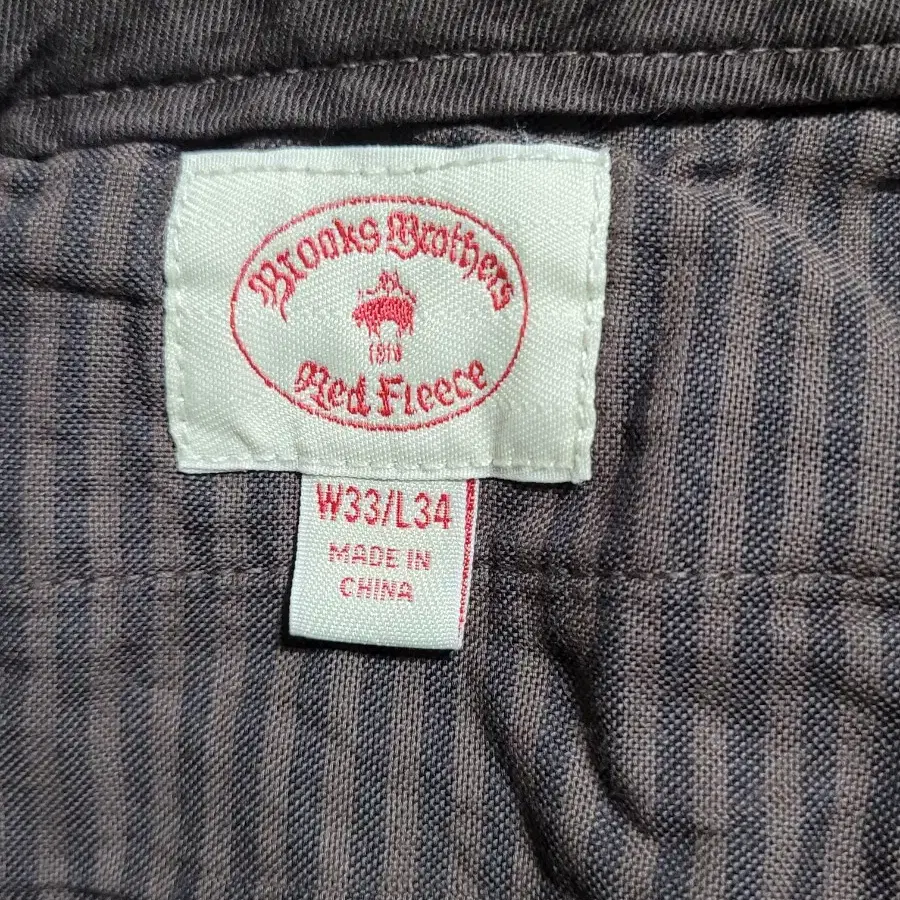 Brooks Brothers
1818
Red Fleece
W33/L34
MADE IN
CHINA